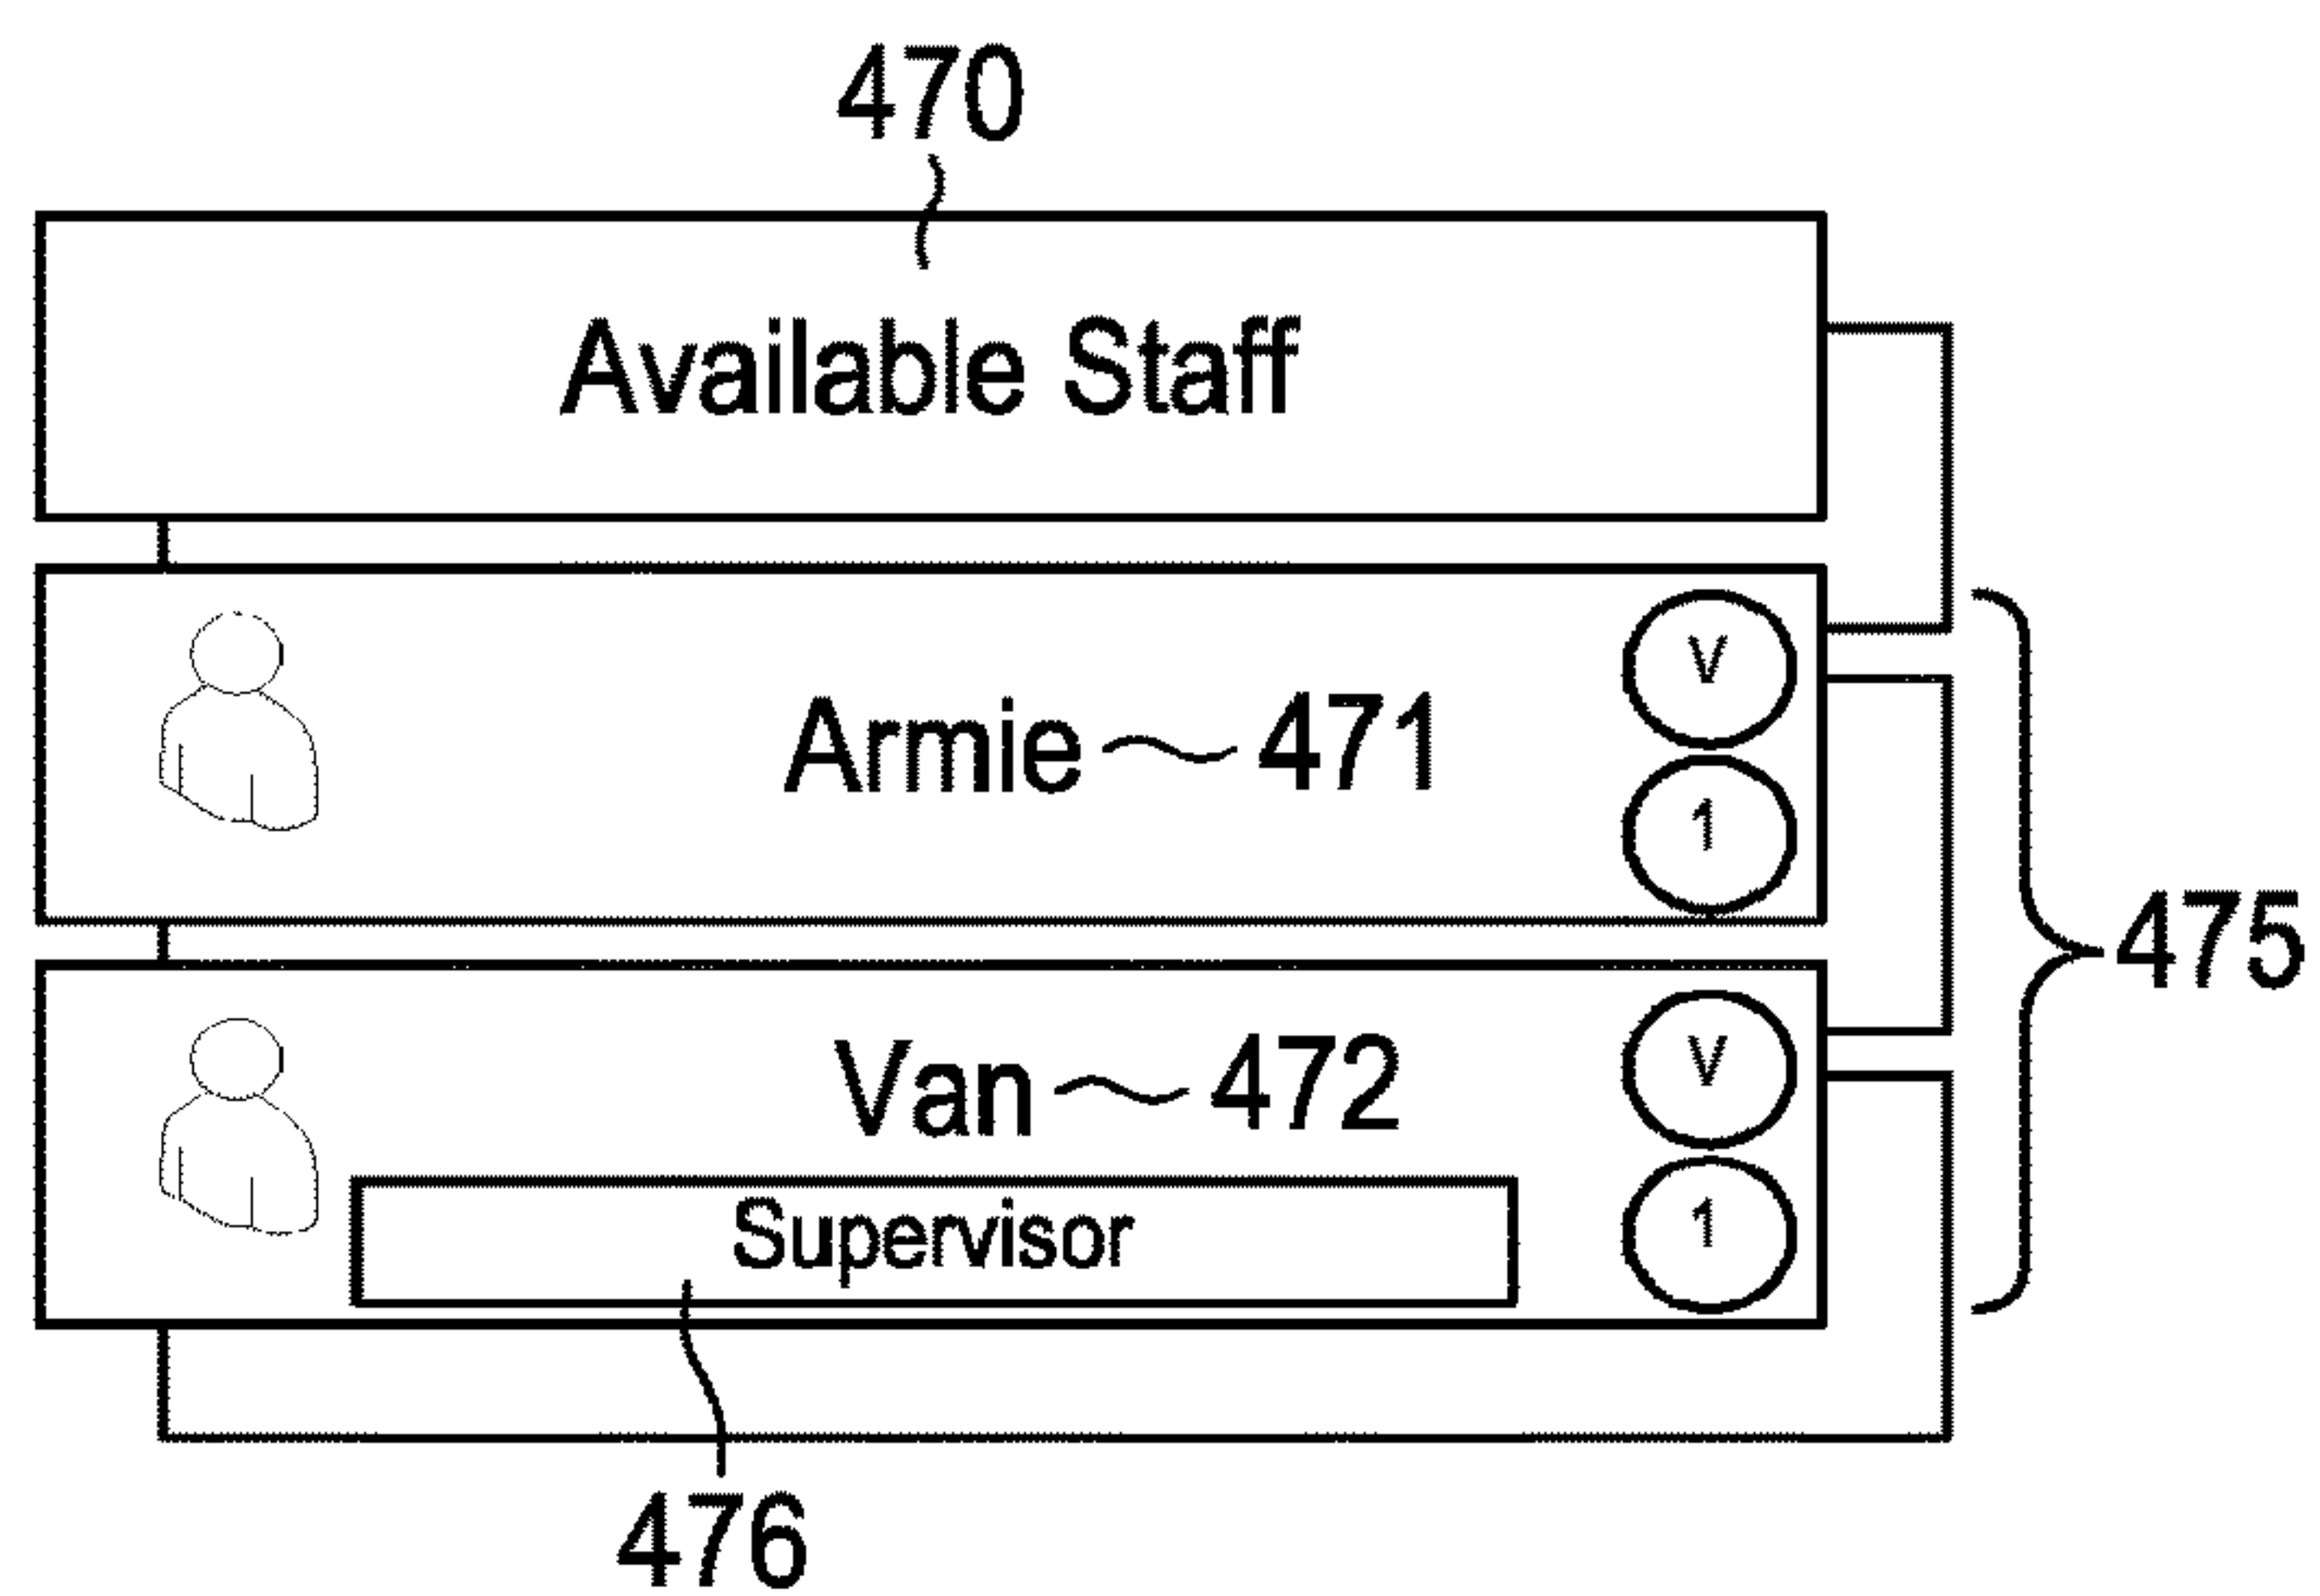 470
Available Staff
V
Armie 471
1
475
V
Van 472
1
Supervisor
476